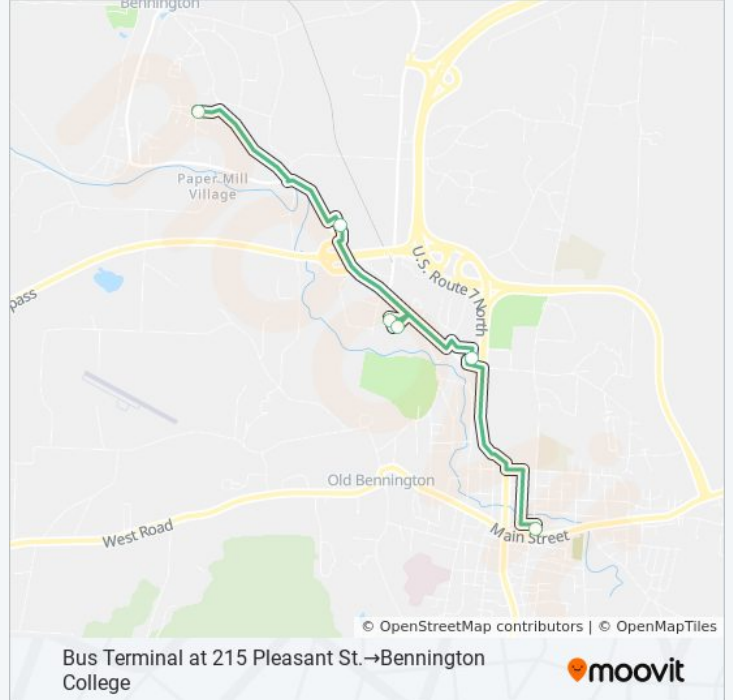 Bennington
Paper Mill
Village
U.S. Route 7 North
pass
Old Bennington
West Road
Main Street
© OpenStreetMap contributors | © OpenMapTiles
Bus Terminal at 215 Pleasant St.→Bennington
College
moovit